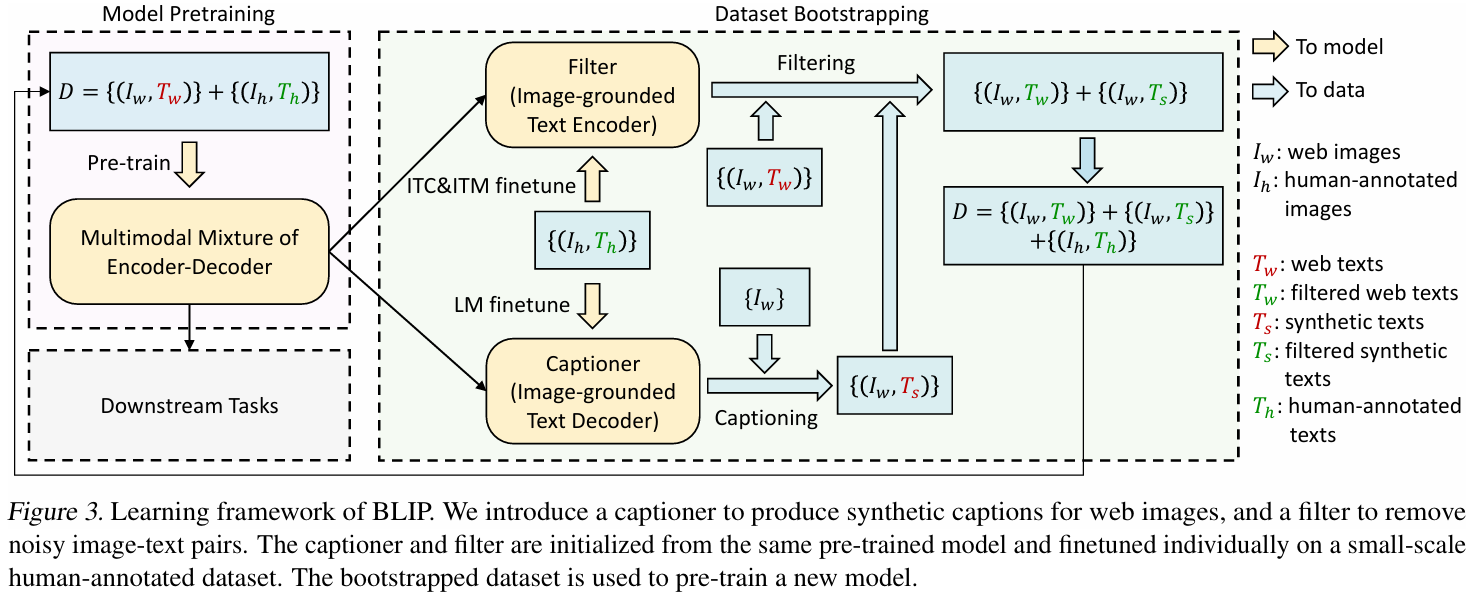 Model Pretraining
Dataset Bootstrapping
D = {(I_w, T_w)} + {(I_h, T_h)}
Pre-train
Multimodal Mixture of
Encoder-Decoder
Downstream Tasks
Filter
(Image-grounded
Text Encoder)
ITC&ITM finetune
{(I_h, T_h)}
LM finetune
Captioner
(Image-grounded
Text Decoder)
Filtering
{(I_w, T_w)}
{I_w}
Captioning
{(I_w, T_s)}
{(I_w, T_w)} + {(I_w, T_s)}
D = {(I_w, T_w)} + {(I_w, T_s)}
+{(I_h, T_h)}
To model
To data
I_w: web images
I_h: human-annotated
images
T_w: web texts
T_w: filtered web texts
T_s: synthetic texts
T_s: filtered synthetic
texts
T_h: human-annotated
texts
Figure 3. Learning framework of BLIP. We introduce a captioner to produce synthetic captions for web images, and a filter to remove
noisy image-text pairs. The captioner and filter are initialized from the same pre-trained model and finetuned individually on a small-scale
human-annotated dataset. The bootstrapped dataset is used to pre-train a new model.